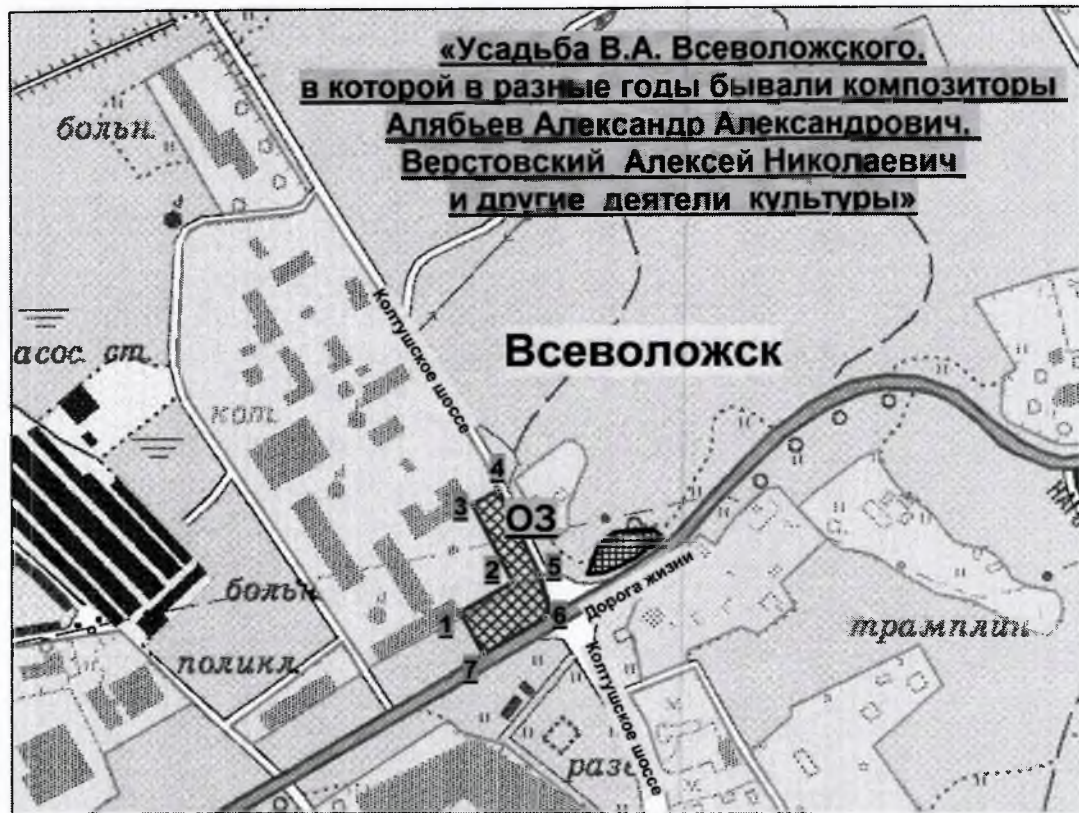 «Усадьба В.А. Всеволожского.
в которой в разные годы бывали композиторы
Алябьев Александр Александрович.
Верстовский Алексей Николаевич
и другие деятели культуры»
больн.
Колтушское шоссе
Всеволожск
асос. ст.
кот.
4
3
ОЗ
2
5
больн
1
6
Дорога жизни
трамплин
поликл.
7
Колтушское шоссе
разв